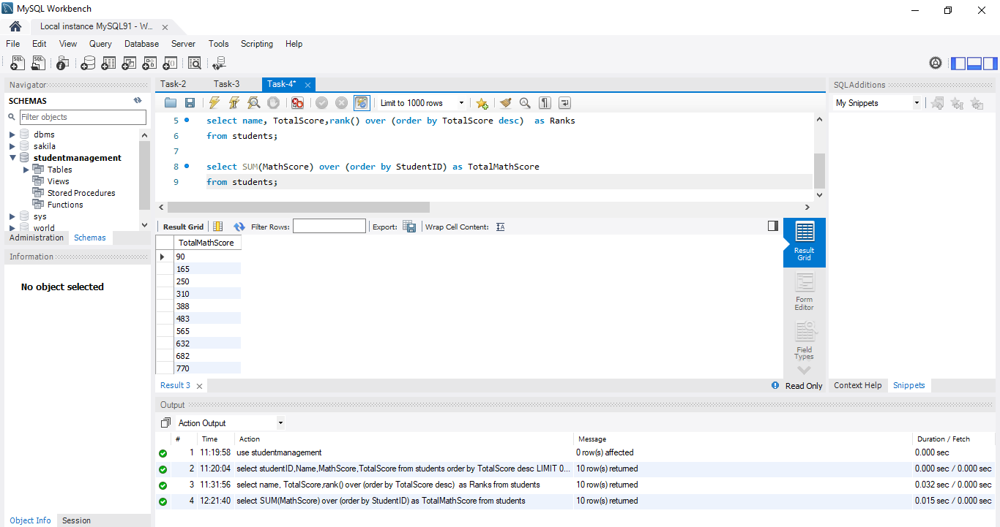 MySQL Workbench
Local instance MySQL91 - W...
File Edit View Query Database Server Tools Scripting Help
Navigator
SCHEMAS
Filter objects
dbms
sakila
studentmanagement
Tables
Views
Stored Procedures
Functions
sys
world
Administration Schemas
Information
No object selected
Object Info Session
Task-2 Task-3 Task-4*
Limit to 1000 rows
5 select name, TotalScore,rank() over (order by TotalScore desc)  as Ranks
6 from students;
7
8 select SUM(MathScore) over (order by StudentID) as TotalMathScore
9 from students;
Result Grid Filter Rows: Export: Wrap Cell Content:
TotalMathScore
90
165
250
310
388
483
565
632
682
770
Result Grid
Form Editor
Field Types
Result 3 Read Only
SQLAdditions
My Snippets
Context Help Snippets
Output
Action Output
# Time Action Message Duration / Fetch
1 11:19:58 use studentmanagement 0 row(s) affected 0.000 sec
2 11:20:04 select studentID,Name,MathScore,TotalScore from students order by TotalScore desc LIMIT 0... 10 row(s) returned 0.000 sec / 0.000 sec
3 11:31:56 select name, TotalScore,rank() over (order by TotalScore desc)  as Ranks from students 10 row(s) returned 0.032 sec / 0.000 sec
4 12:21:40 select SUM(MathScore) over (order by StudentID) as TotalMathScore from students 10 row(s) returned 0.015 sec / 0.000 sec